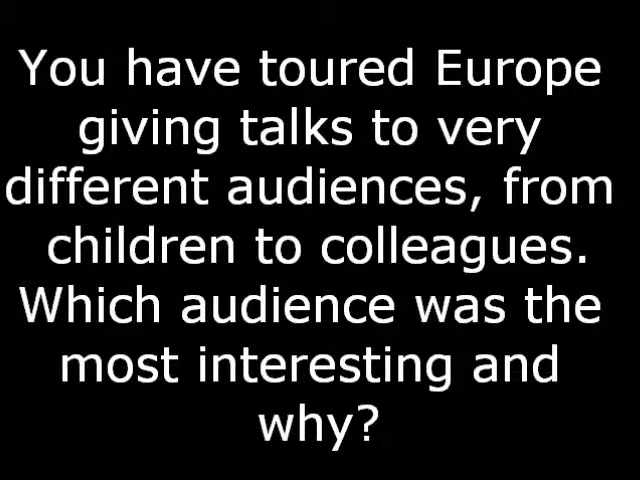 You have toured Europe
giving talks to very
different audiences, from
children to colleagues.
Which audience was the
most interesting and
why?